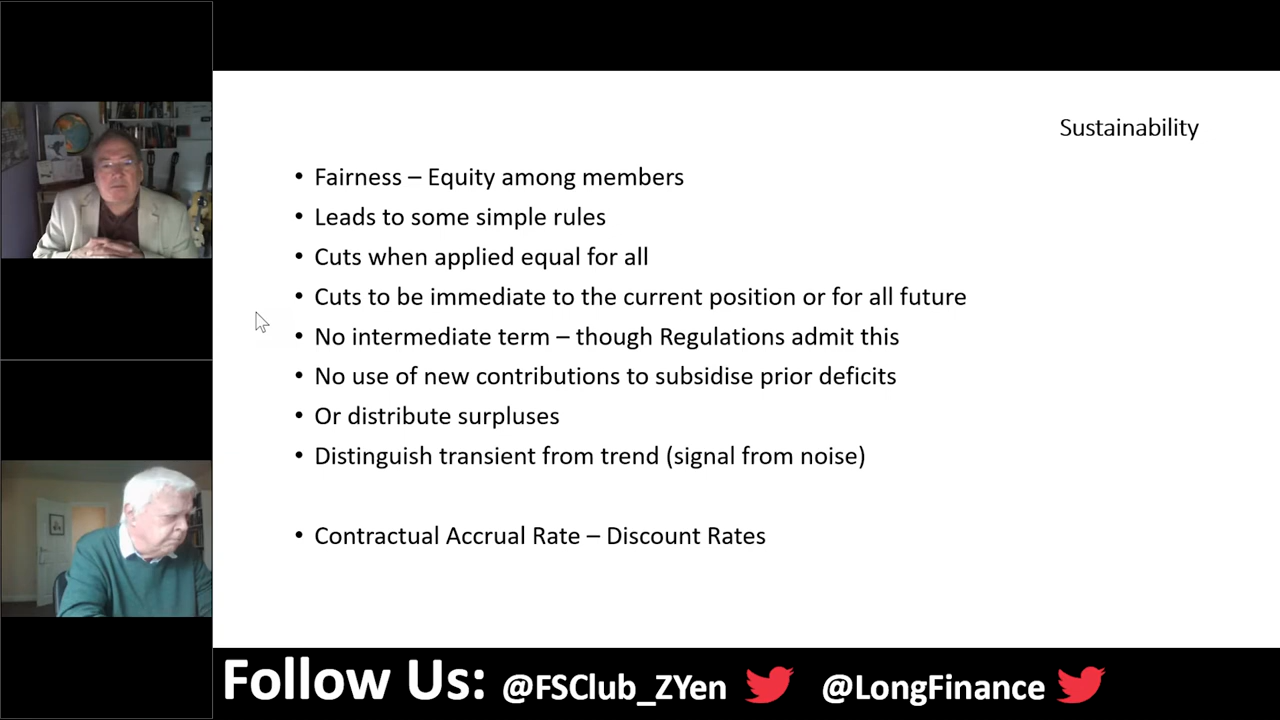 Sustainability
• Fairness – Equity among members
• Leads to some simple rules
• Cuts when applied equal for all
• Cuts to be immediate to the current position or for all future
• No intermediate term – though Regulations admit this
• No use of new contributions to subsidise prior deficits
• Or distribute surpluses
• Distinguish transient from trend (signal from noise)
• Contractual Accrual Rate – Discount Rates
Follow Us: @FSClub_ZYen @LongFinance